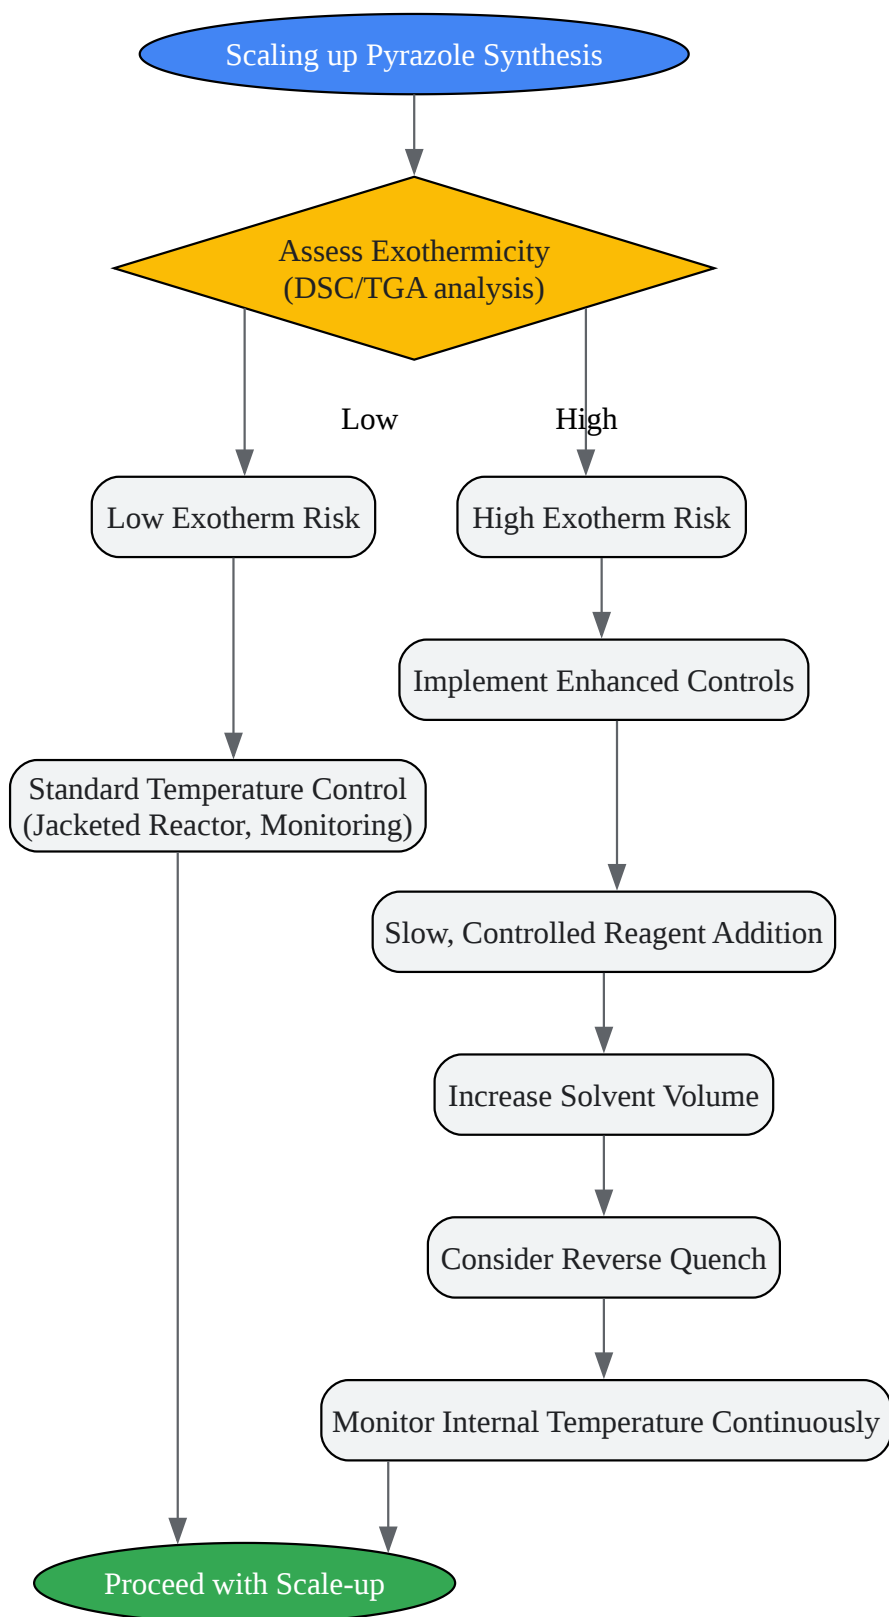 Scaling up Pyrazole Synthesis
Assess Exothermicity
(DSC/TGA analysis)
Low
High
Low Exotherm Risk
High Exotherm Risk
Implement Enhanced Controls
Standard Temperature Control
(Jacketed Reactor, Monitoring)
Slow, Controlled Reagent Addition
Increase Solvent Volume
Consider Reverse Quench
Monitor Internal Temperature Continuously
Proceed with Scale-up